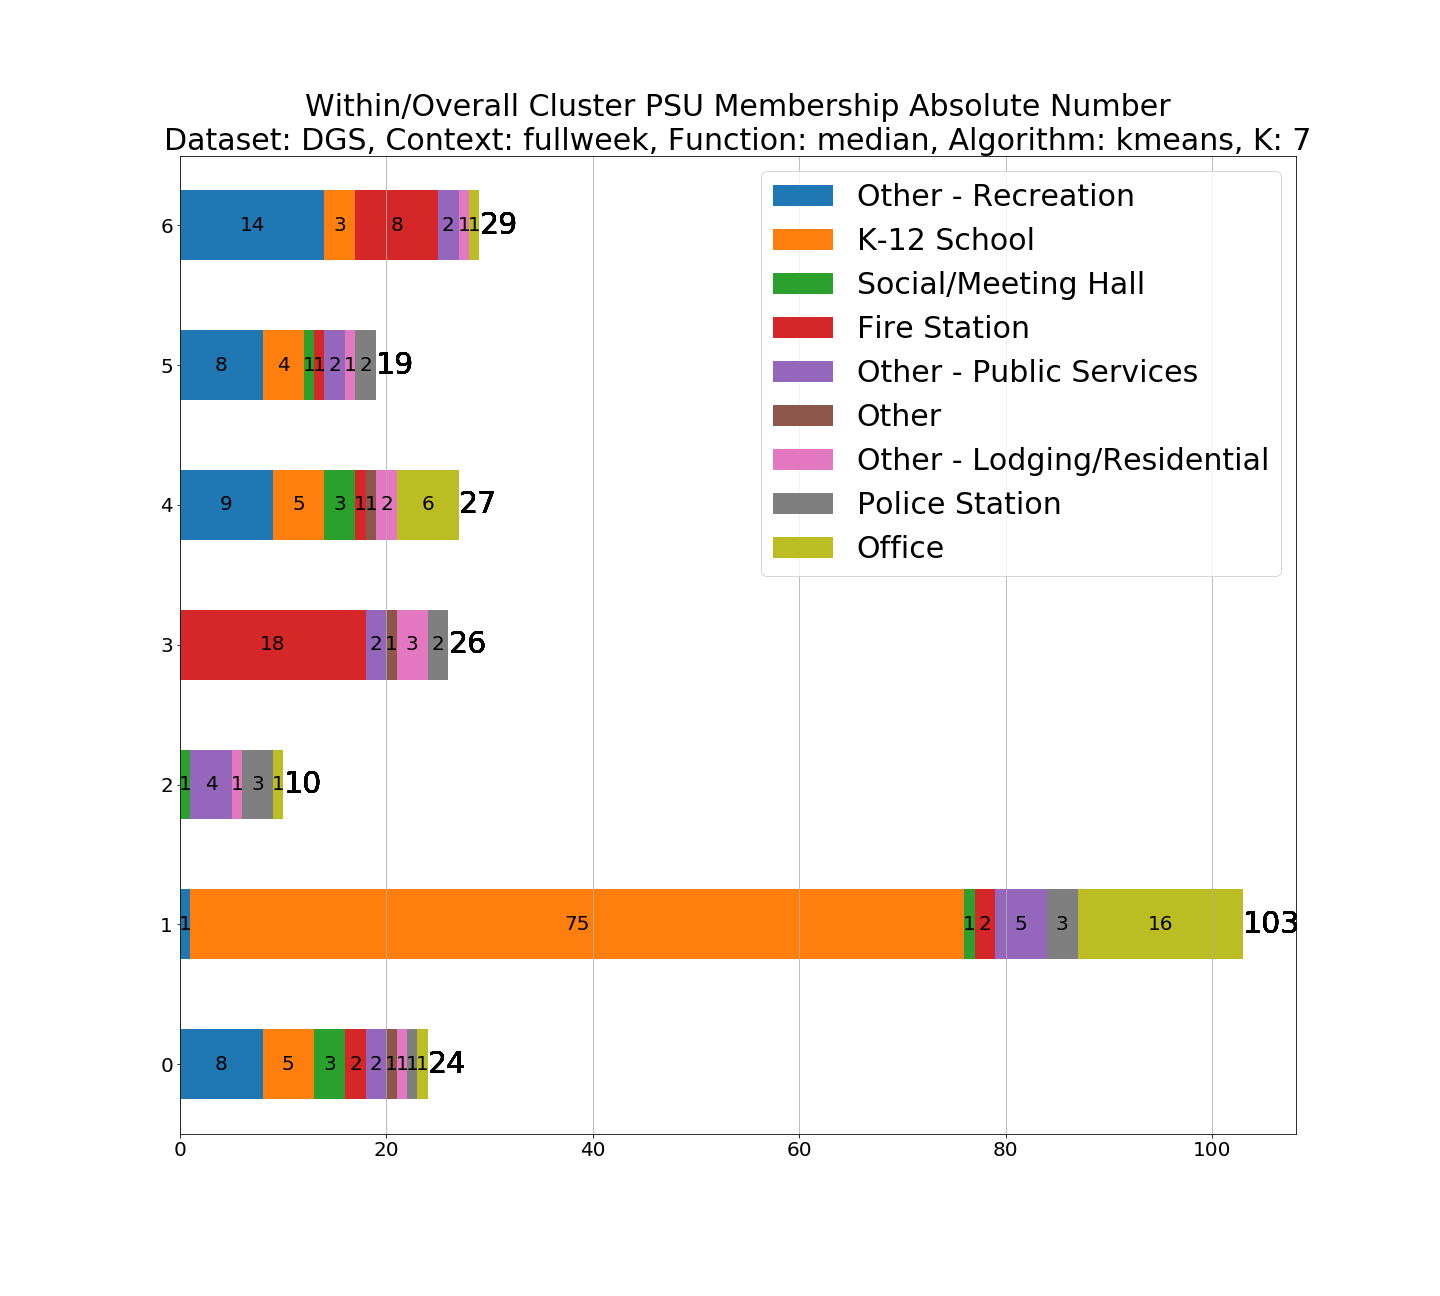 Within/Overall Cluster PSU Membership Absolute Number
Dataset: DGS, Context: fullweek, Function: median, Algorithm: kmeans, K: 7
Other - Recreation
K-12 School
Social/Meeting Hall
Fire Station
Other - Public Services
Other
Other - Lodging/Residential
Police Station
Office
6 14 3 8 2 1 1 29
5 8 4 1 1 2 1 2 19
4 9 5 3 1 1 2 6 27
3 18 2 1 3 2 26
2 1 4 1 3 1 10
1 1 75 1 2 5 3 16 103
0 8 5 3 2 2 1 1 1 1 24
0 20 40 60 80 100